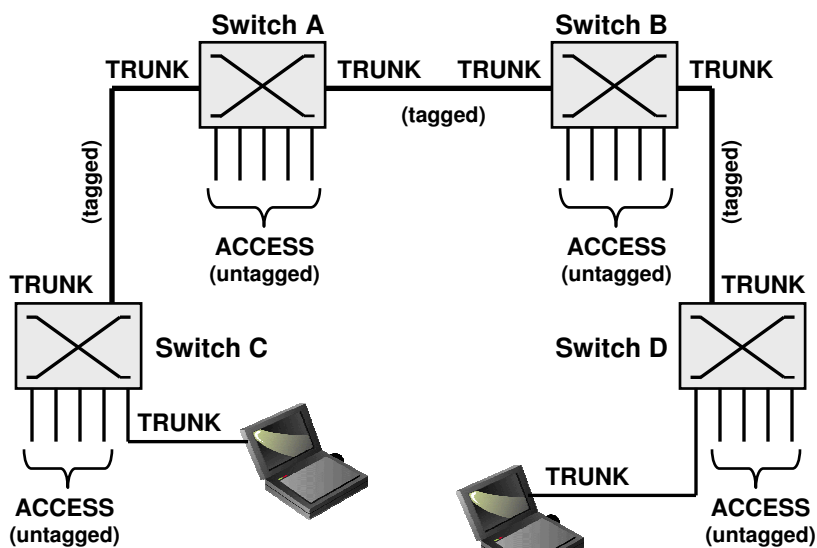 Switch A
Switch B
TRUNK
TRUNK
TRUNK
TRUNK
(tagged)
(tagged)
(tagged)
ACCESS
(untagged)
ACCESS
(untagged)
TRUNK
TRUNK
Switch C
Switch D
TRUNK
TRUNK
ACCESS
(untagged)
ACCESS
(untagged)